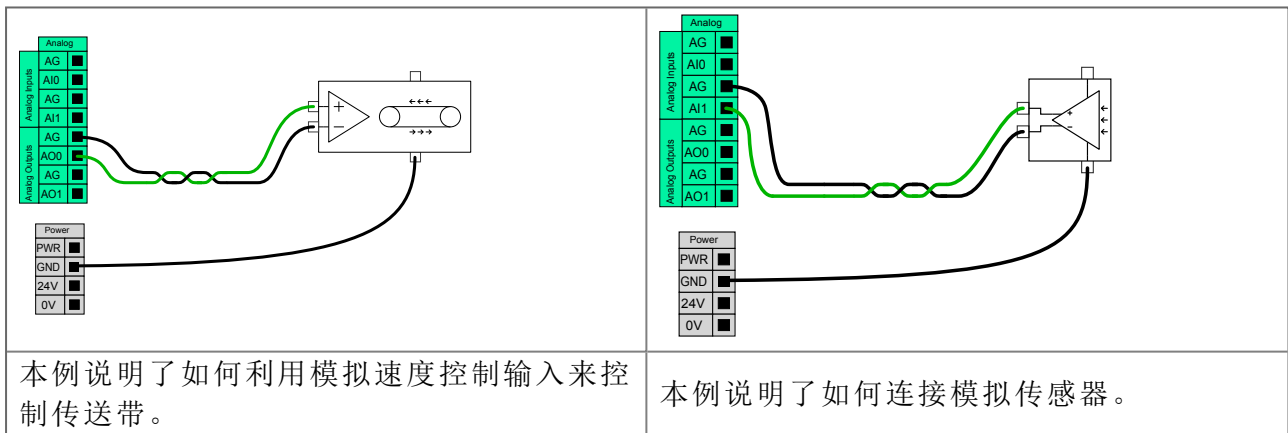 Analog
Analog Inputs
AG
AI0
AG
AI1
Analog Outputs
AG
AO0
AG
AO1
+
−
←←←
→→→
Power
PWR
GND
24V
0V
本例说明了如何利用模拟速度控制输入来控
制传送带。
Analog
Analog Inputs
AG
AI0
AG
AI1
Analog Outputs
AG
AO0
AG
AO1
+
−
Power
PWR
GND
24V
0V
本例说明了如何连接模拟传感器。